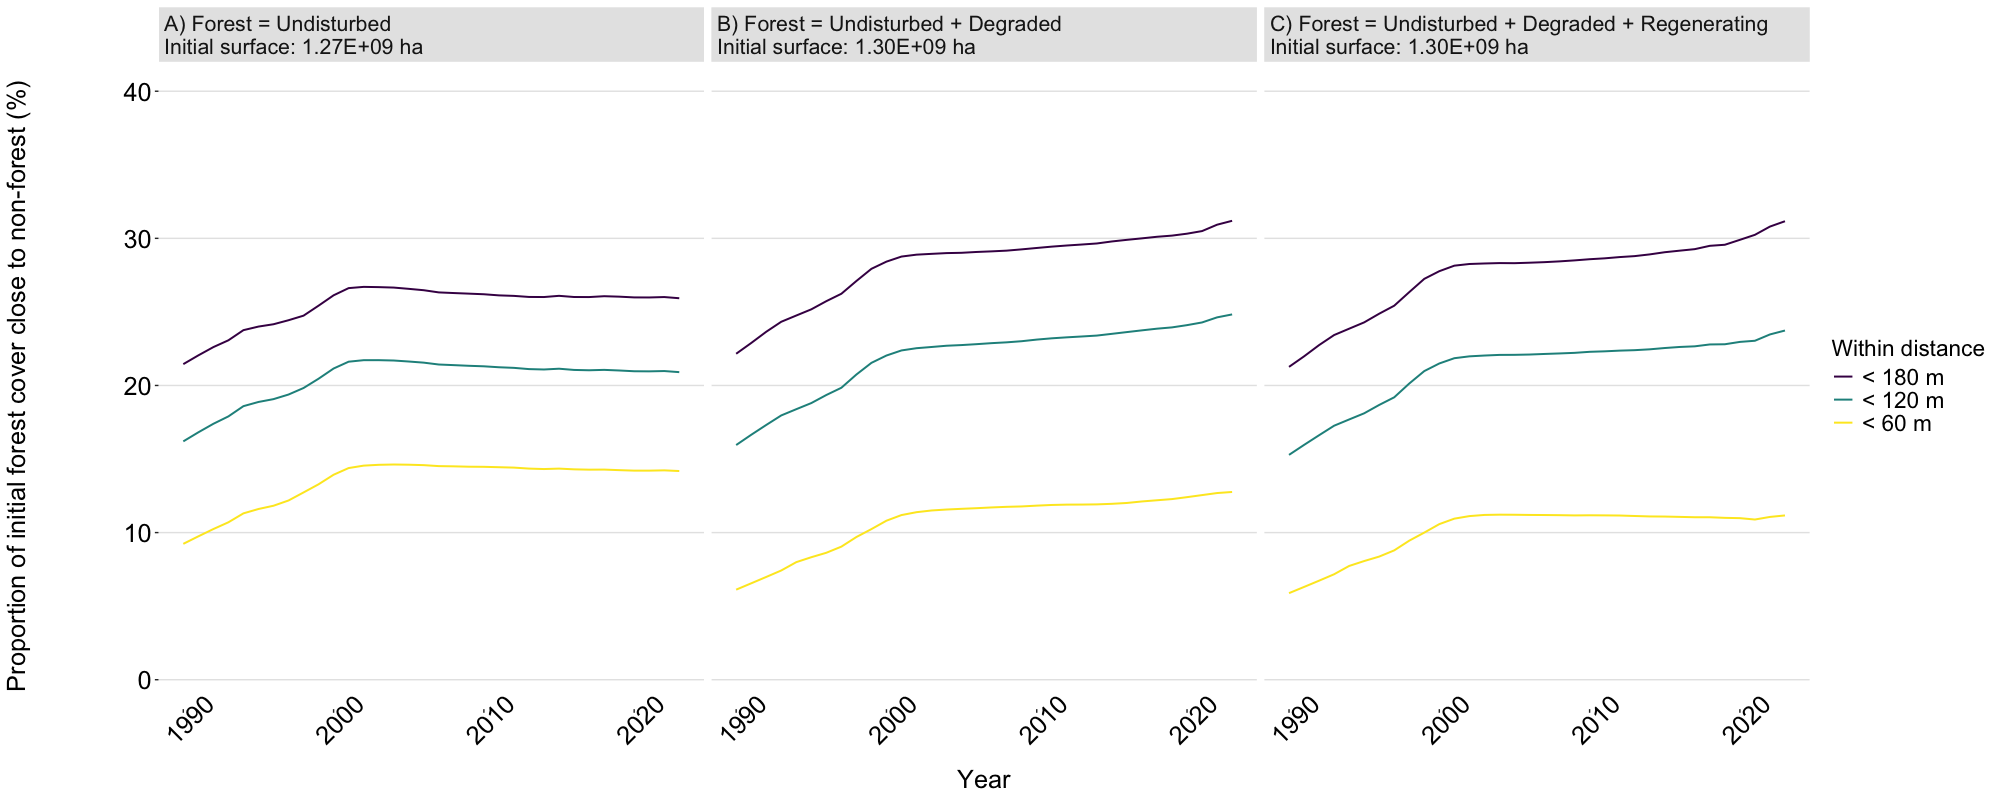 A) Forest = Undisturbed
Initial surface: 1.27E+09 ha
B) Forest = Undisturbed + Degraded
Initial surface: 1.30E+09 ha
C) Forest = Undisturbed + Degraded + Regenerating
Initial surface: 1.30E+09 ha
Proportion of initial forest cover close to non-forest (%)
40
30
20
10
0
1990
2000
2010
2020
1990
2000
2010
2020
1990
2000
2010
2020
Year
Within distance
< 180 m
< 120 m
< 60 m